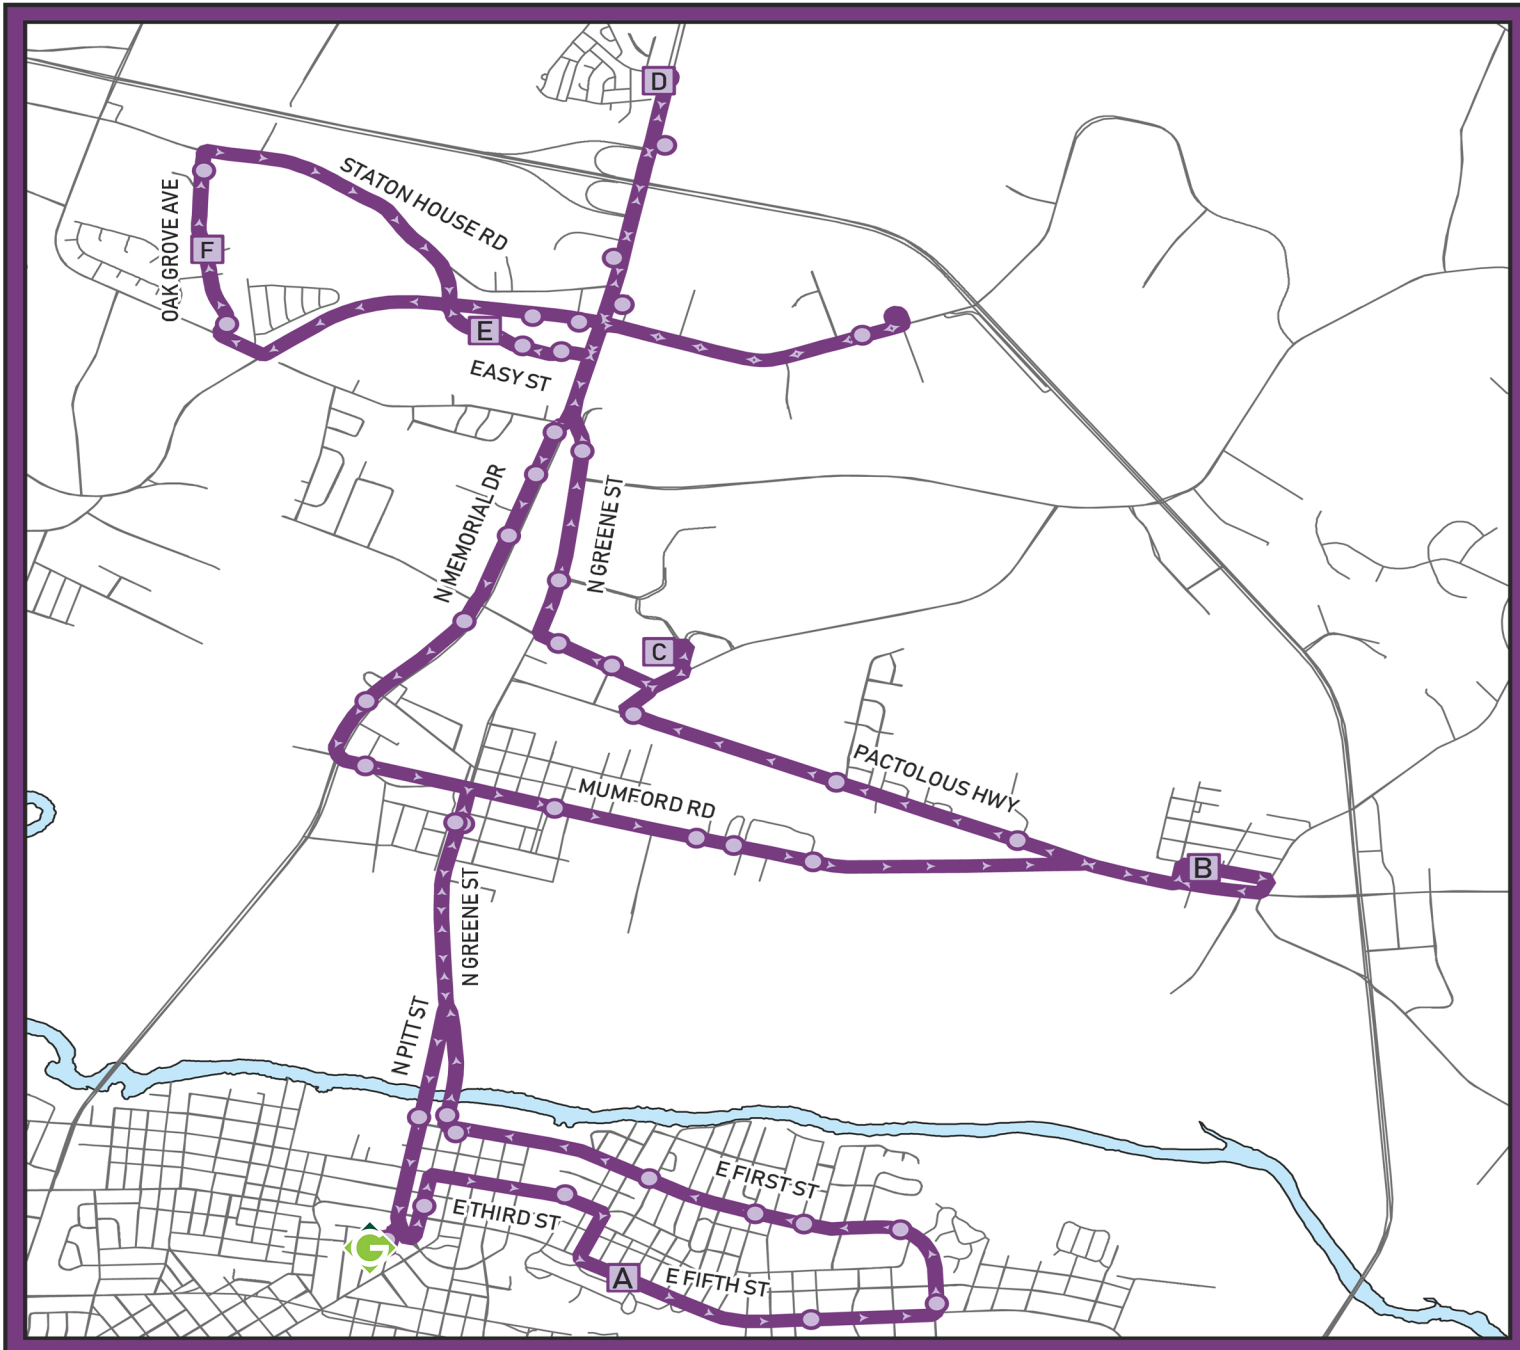 D
STATON HOUSE RD
OAK GROVE AVE
F
E
EASY ST
N MEMORIAL DR
N GREENE ST
C
PACTOLOUS HWY
MUMFORD RD
B
N GREENE ST
N PITT ST
E FIRST ST
E THIRD ST
G
A
E FIFTH ST